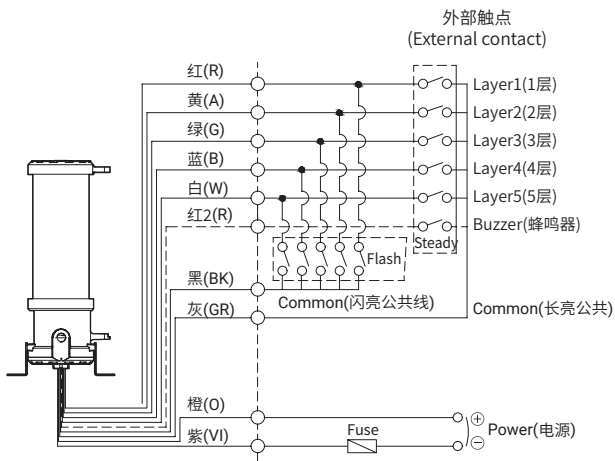 外部触点
(External contact)
红(R)
Layer1(1层)
黄(A)
Layer2(2层)
绿(G)
Layer3(3层)
蓝(B)
Layer4(4层)
白(W)
Layer5(5层)
红2(R)
Buzzer(蜂鸣器)
Steady
Flash
黑(BK)
Common(闪亮公共线)
灰(GR)
Common(长亮公共)
橙(O)
Fuse
+
Power(电源)
紫(VI)
−